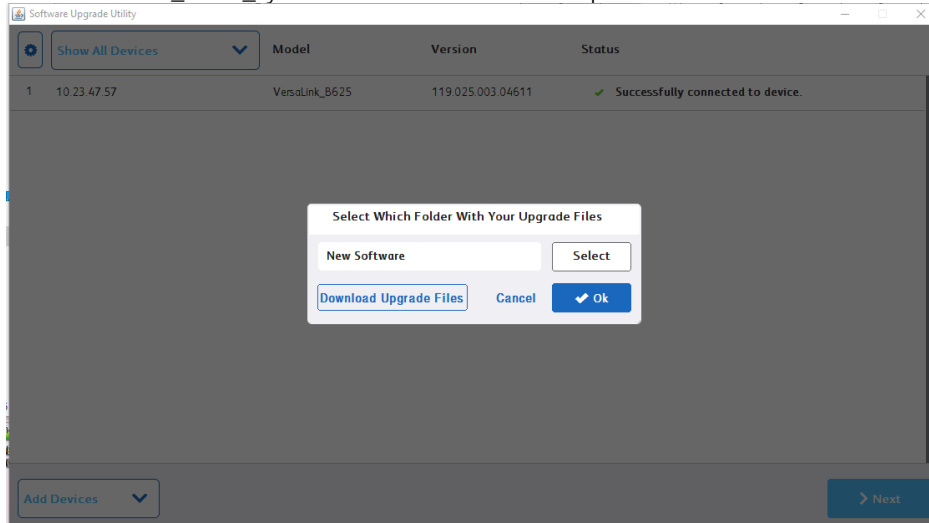 Software Upgrade Utility
Show All Devices Model Version Status
1 10.23.47.57 VersaLink_B625 119.025.003.04611 Successfully connected to device.
Select Which Folder With Your Upgrade Files
New Software Select
Download Upgrade Files Cancel Ok
Add Devices Next